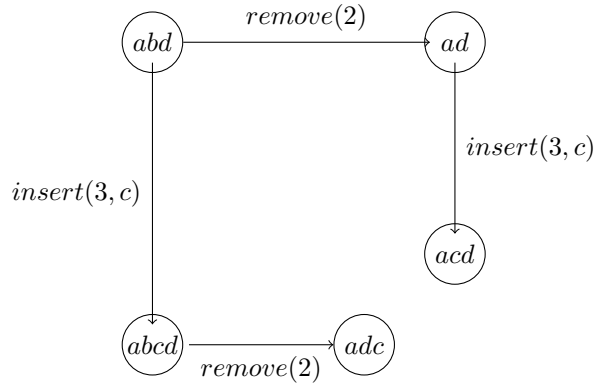 remove(2)
abd
ad
insert(3, c)
insert(3, c)
acd
abcd
adc
remove(2)